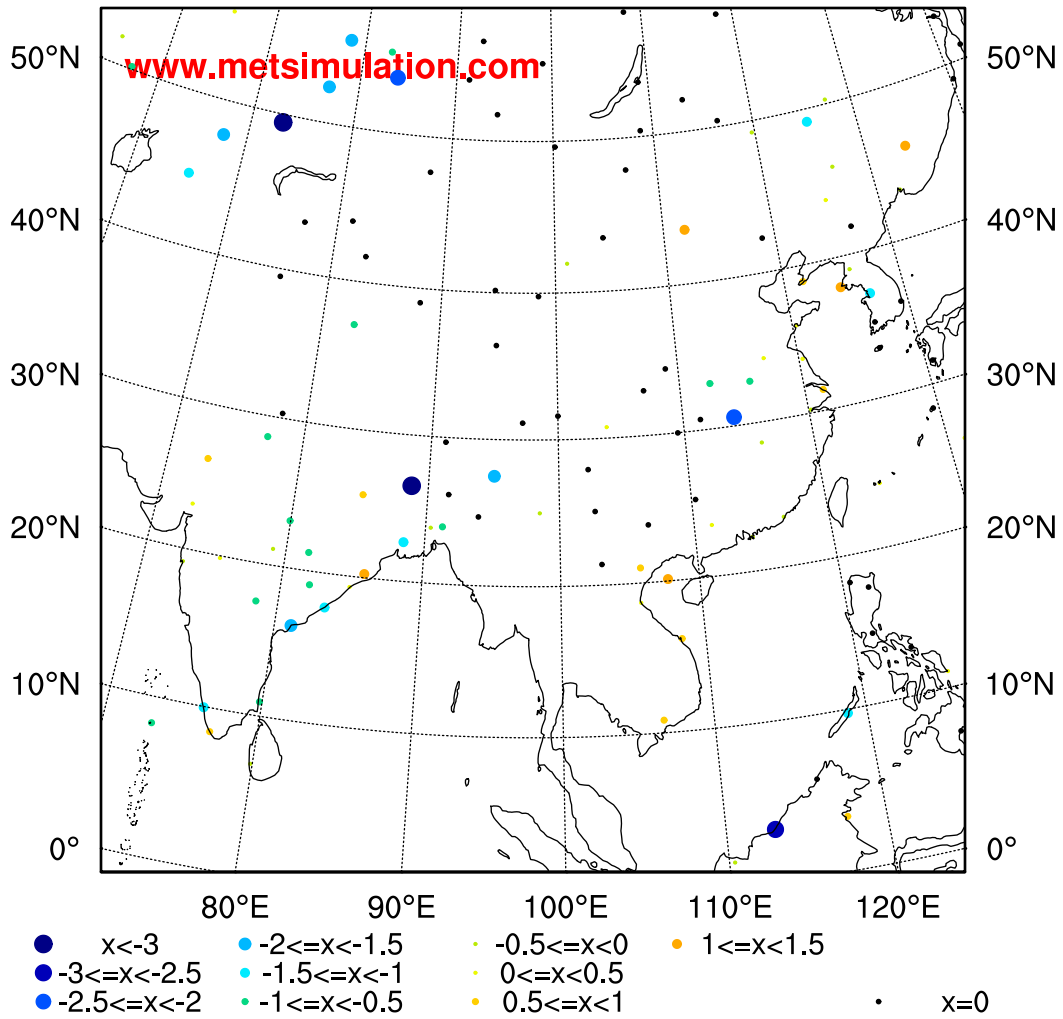 www.metsimulation.com
50°N 50°N
40°N 40°N
30°N 30°N
20°N 20°N
10°N 10°N
0° 0°
80°E 90°E 100°E 110°E 120°E
x<-3 -2<=x<-1.5 -0.5<=x<0 1<=x<1.5
-3<=x<-2.5 -1.5<=x<-1 0<=x<0.5
-2.5<=x<-2 -1<=x<-0.5 0.5<=x<1 x=0